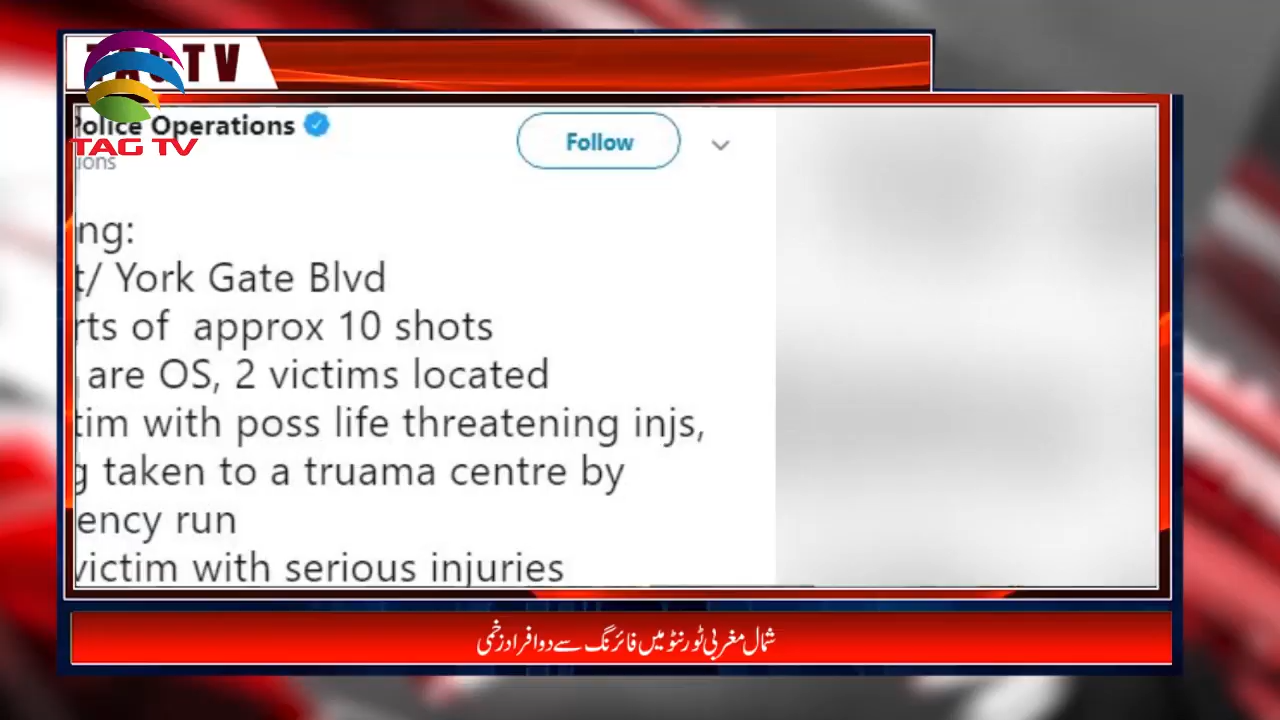 TAG TV
TAG TV
Police Operations
Follow
ions
ng:
t/ York Gate Blvd
rts of approx 10 shots
are OS, 2 victims located
tim with poss life threatening injs,
g taken to a truama centre by
ency run
victim with serious injuries
شمال مغربی ٹورنٹو میں فائرنگ سے دو افراد زخمی